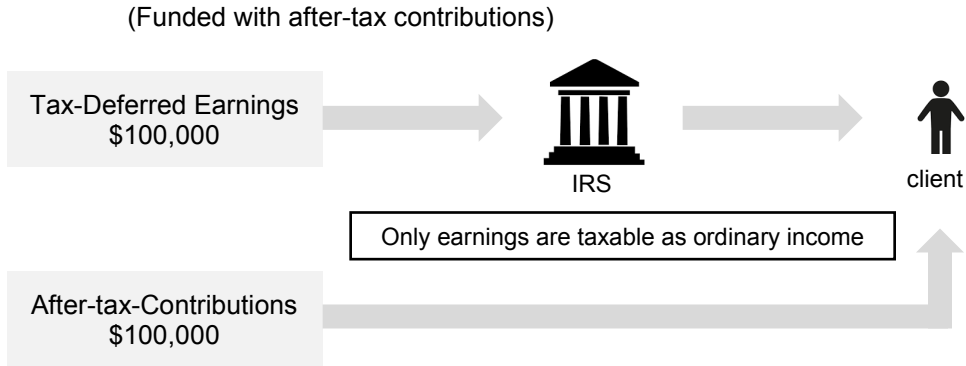 (Funded with after-tax contributions)
Tax-Deferred Earnings
$100,000
IRS
client
Only earnings are taxable as ordinary income
After-tax-Contributions
$100,000